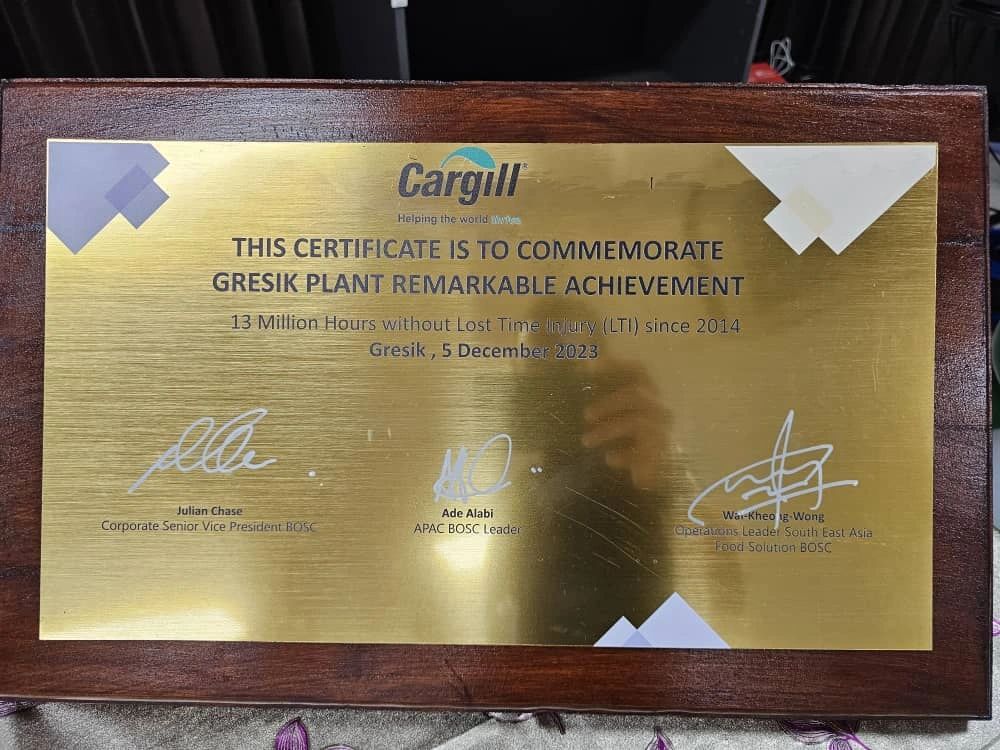 Cargill®
Helping the world thrive
THIS CERTIFICATE IS TO COMMEMORATE
GRESIK PLANT REMARKABLE ACHIEVEMENT
13 Million Hours without Lost Time Injury (LTI) since 2014
Gresik , 5 December 2023
Julian Chase
Corporate Senior Vice President BOSC
Ade Alabi
APAC BOSC Leader
Wai-Kheong-Wong
Operations Leader South East Asia
Food Solution BOSC